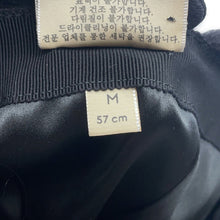 기계 건조 불가합니다.
다림질이 불가합니다.
드라이클리닝이 불가합니다.
전문 업체를 통한 세탁을 권장합니다.
M
57 cm